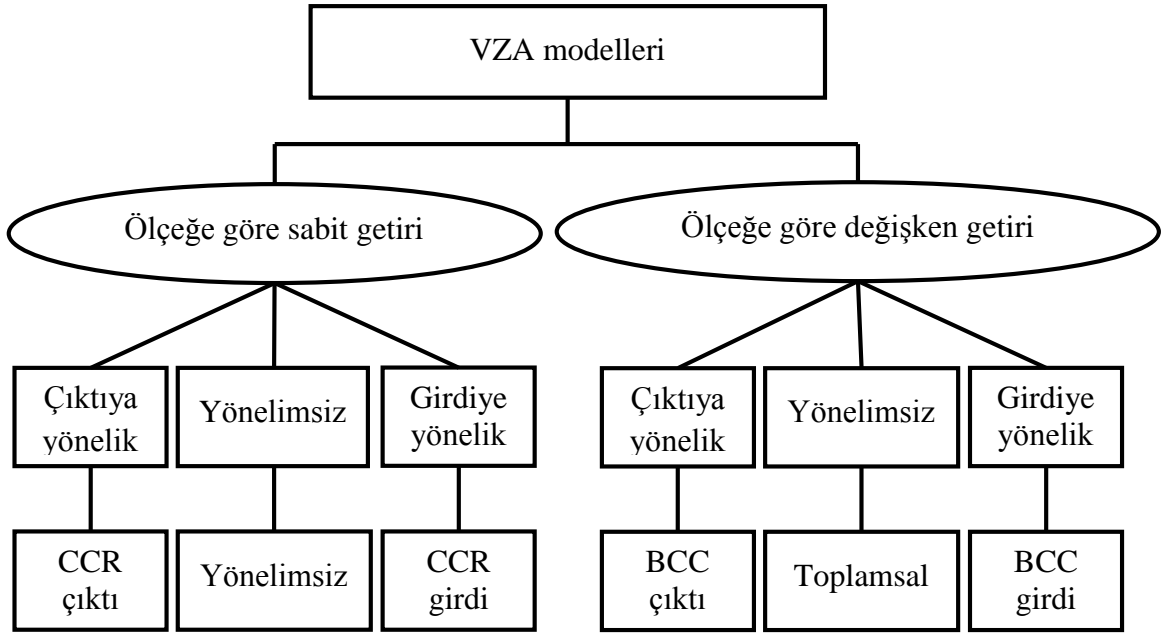 VZA modelleri
Ölçeğe göre sabit getiri
Ölçeğe göre değişken getiri
Çıktıya
yönelik
Yönelimsiz
Girdiye
yönelik
Çıktıya
yönelik
Yönelimsiz
Girdiye
yönelik
CCR
çıktı
Yönelimsiz
CCR
girdi
BCC
çıktı
Toplamsal
BCC
girdi